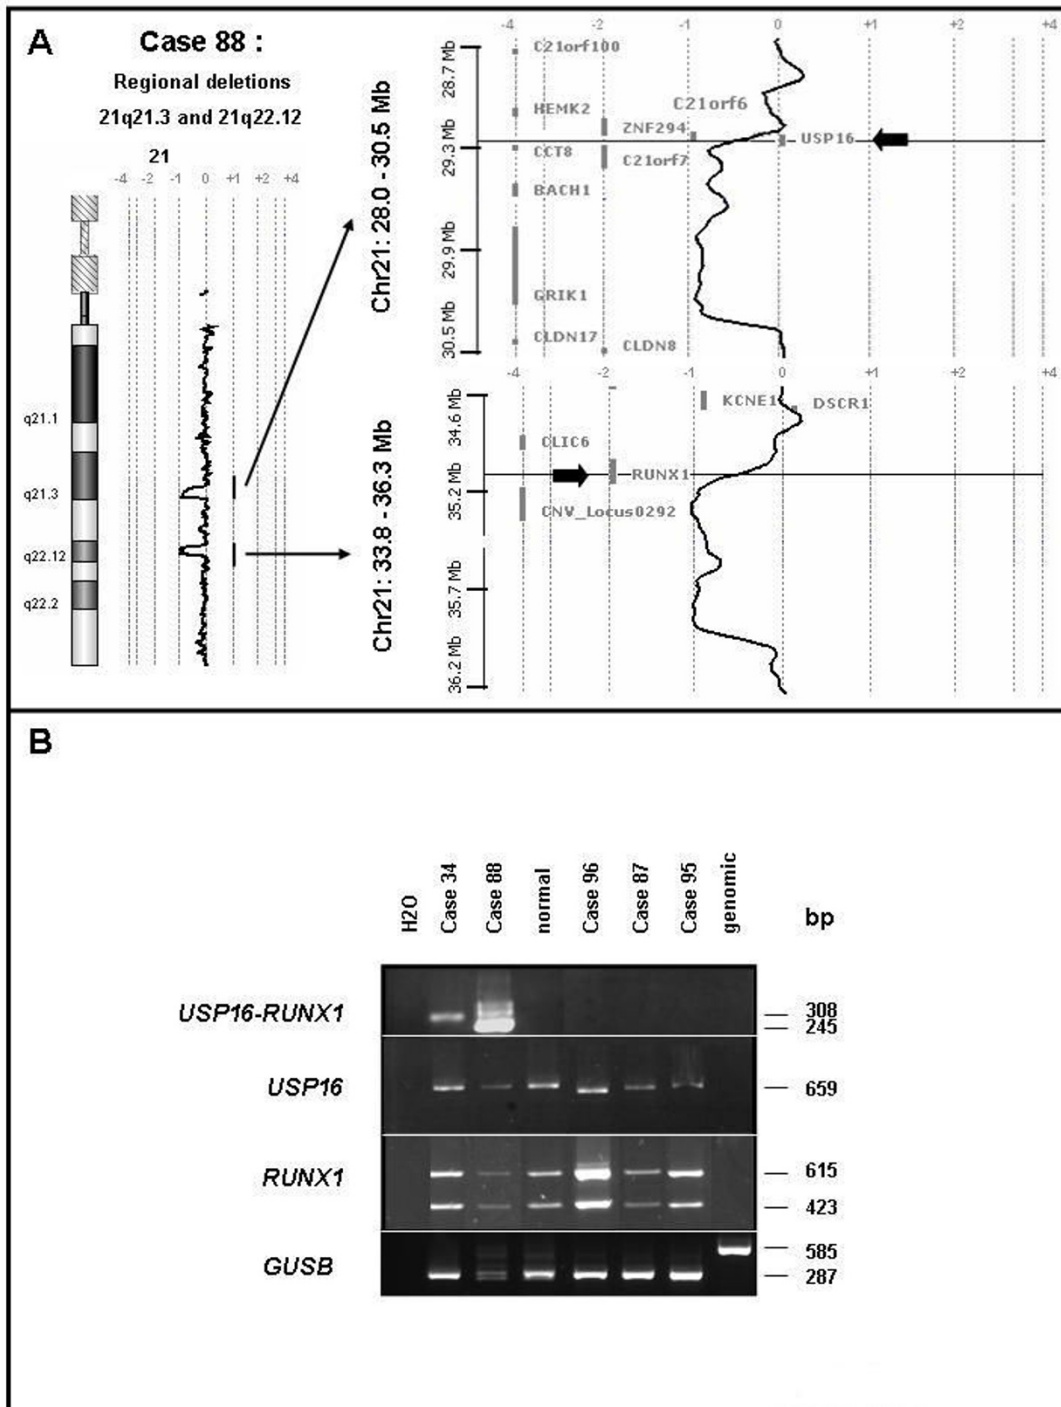 A
Case 88 :
Regional deletions
21q21.3 and 21q22.12
21
-4 -2 -1 0 +1 +2 +4
q21.1
q21.3
q22.12
q22.2
Chr21: 28.0 - 30.5 Mb
Chr21: 33.8 - 36.3 Mb
-4 -2 -1 0 +1 +2 +4
28.7 Mb
29.3 Mb
29.9 Mb
30.5 Mb
C21orf100
HEMK2
C21orf6
ZNF294
USP16
CCT8
C21orf7
BACH1
GRIK1
CLDN17
CLDN8
-4 -2 -1 0 +1 +2 +4
34.6 Mb
35.2 Mb
35.7 Mb
36.2 Mb
KCNE1
DSCR1
CLIC6
RUNX1
CNV_Locus0292
B
H2O
Case 34
Case 88
normal
Case 96
Case 87
Case 95
genomic
bp
USP16-RUNX1
308
245
USP16
659
RUNX1
615
423
GUSB
585
287